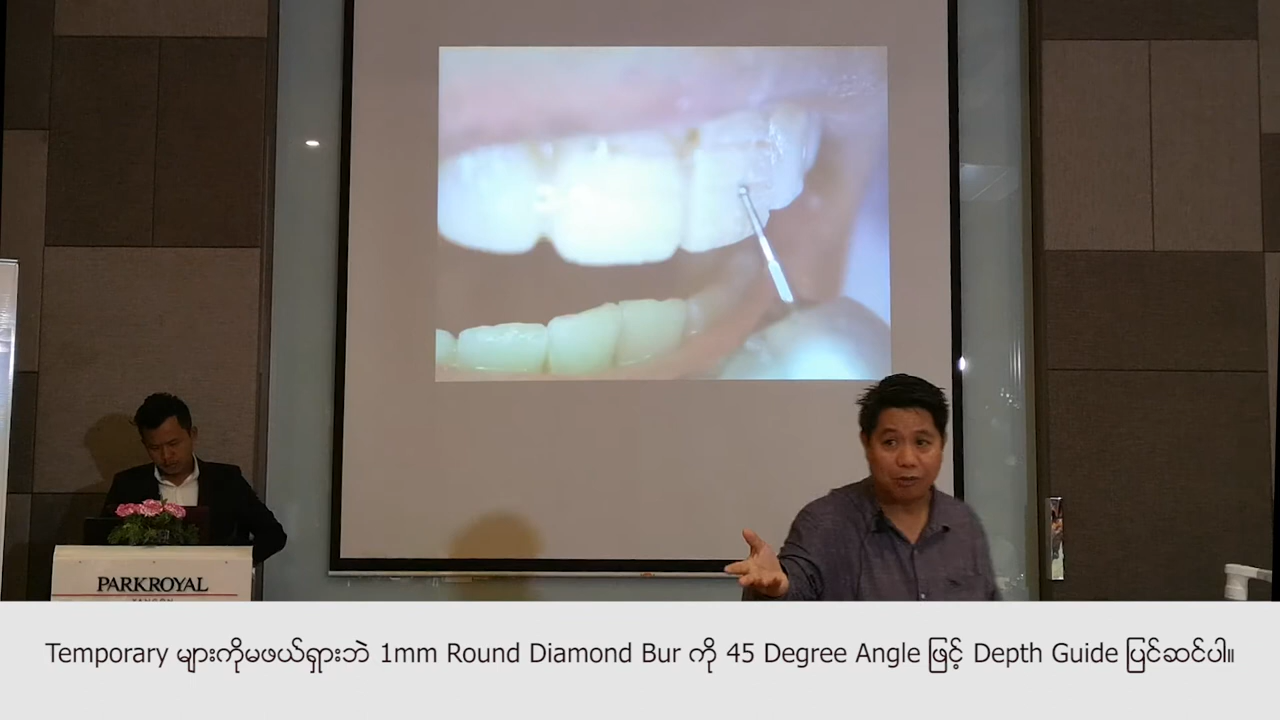 PARKROYAL
YANGON
Temporary များကိုမဖယ်ရှားဘဲ 1mm Round Diamond Bur ကို 45 Degree Angle ဖြင့် Depth Guide ပြင်ဆင်ပါ။